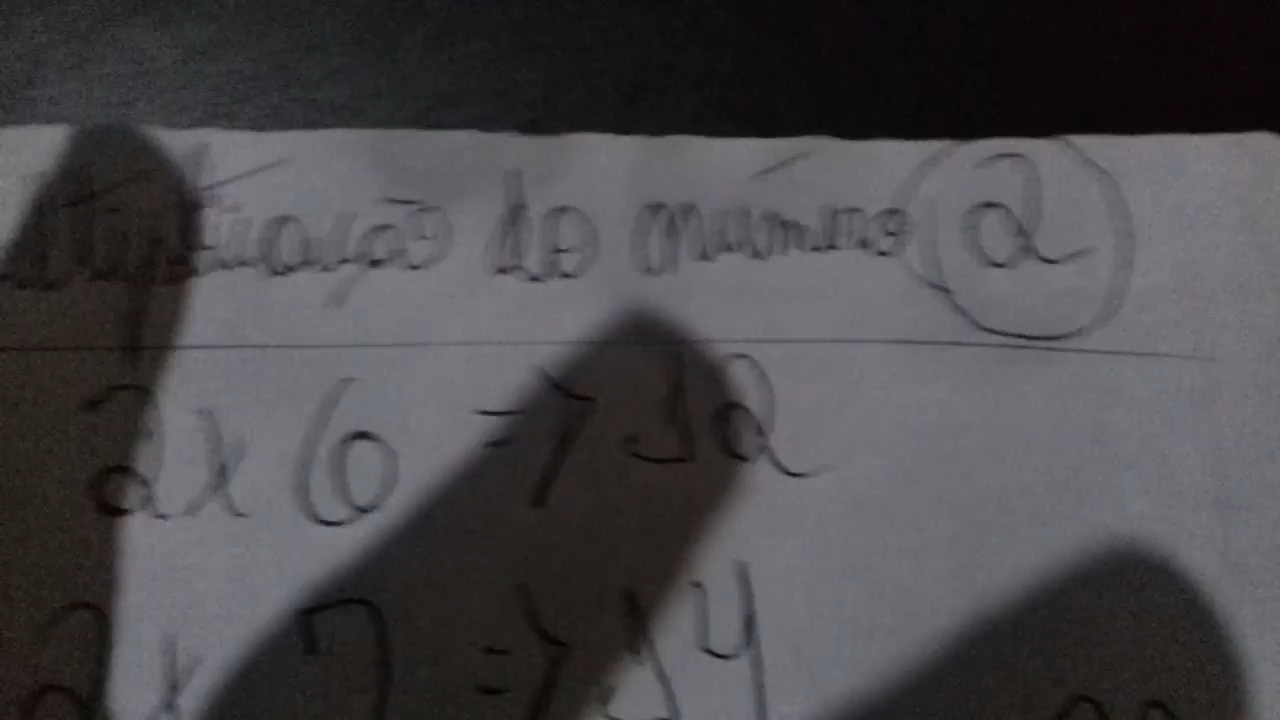 do número 2
2x6 => 12
2x7 => 14